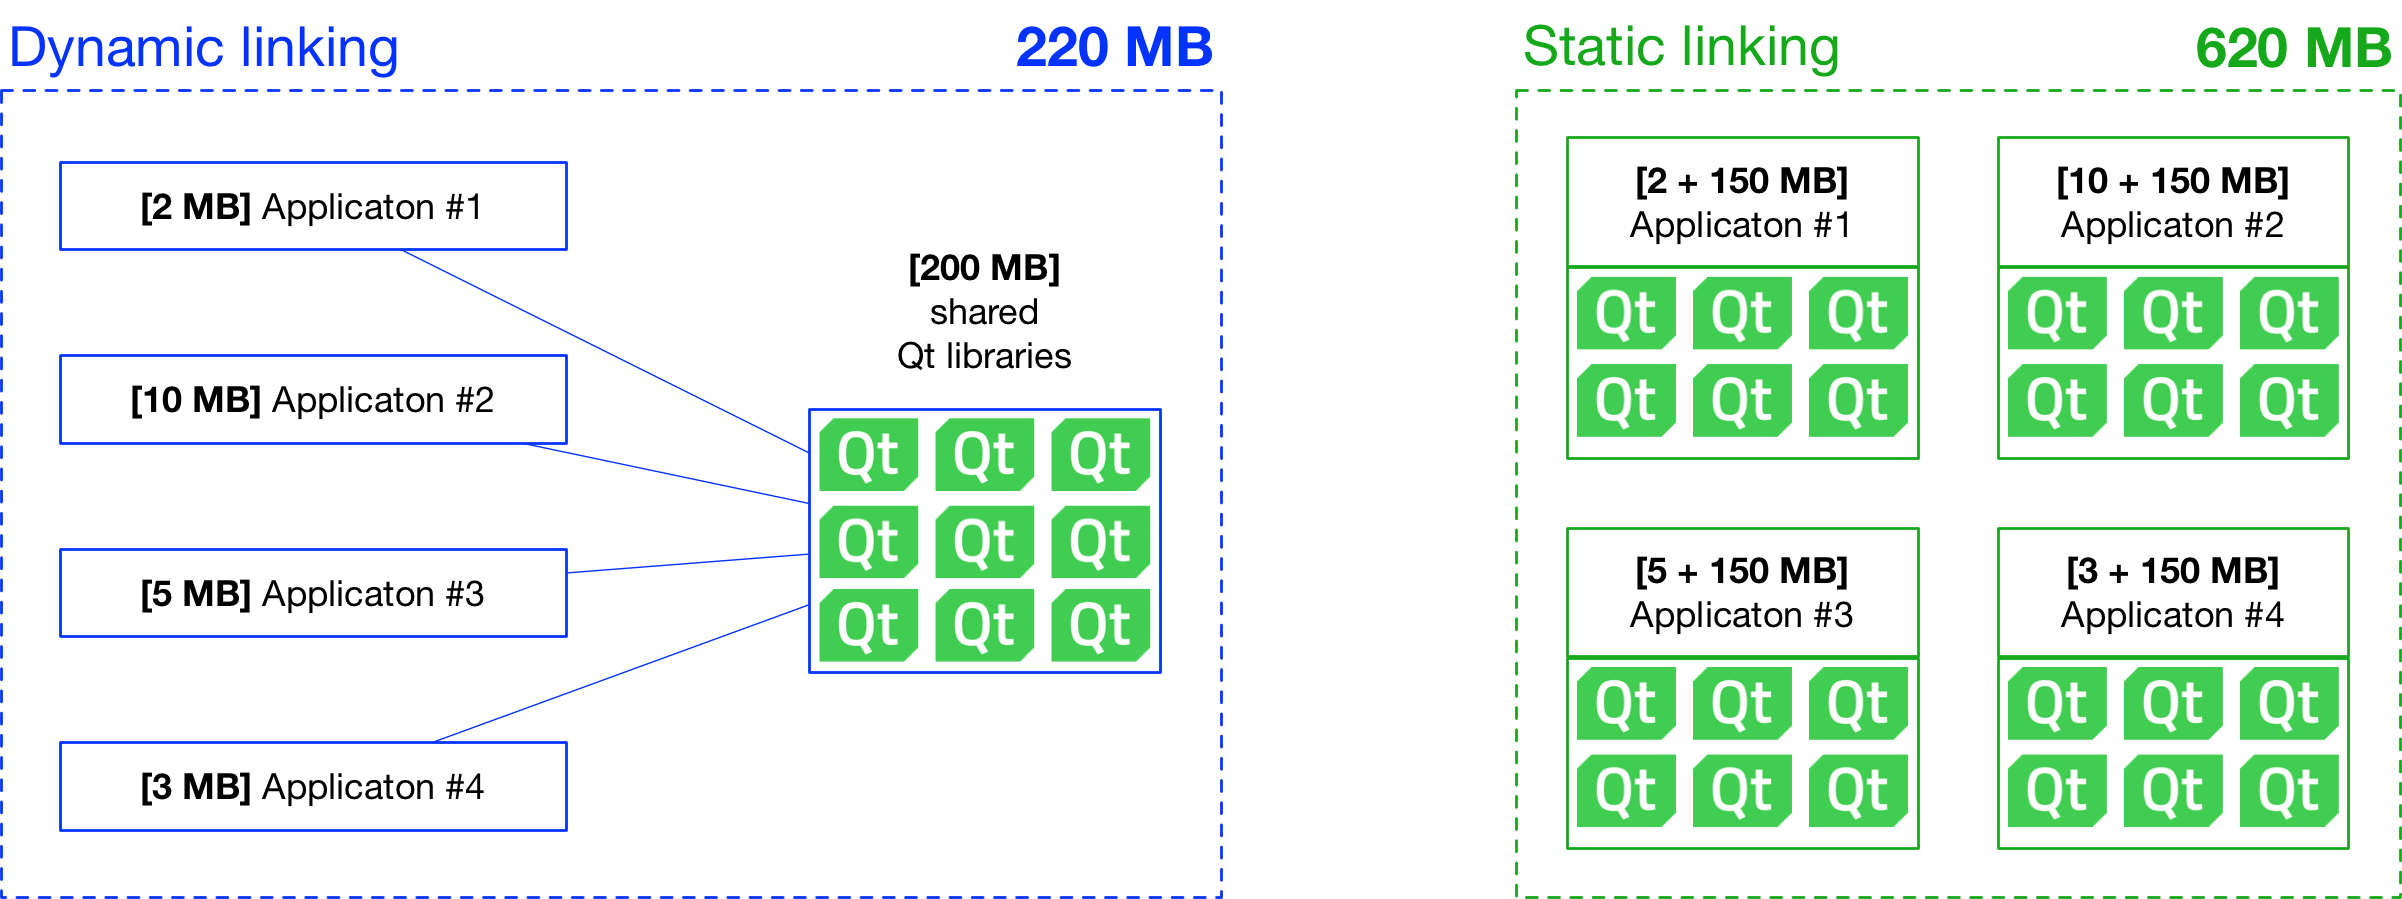 Dynamic linking
220 MB
[2 MB] Applicaton #1
[10 MB] Applicaton #2
[5 MB] Applicaton #3
[3 MB] Applicaton #4
[200 MB]
shared
Qt libraries
Qt Qt Qt
Qt Qt Qt
Qt Qt Qt
Static linking
620 MB
[2 + 150 MB]
Applicaton #1
Qt Qt Qt
Qt Qt Qt
[10 + 150 MB]
Applicaton #2
Qt Qt Qt
Qt Qt Qt
[5 + 150 MB]
Applicaton #3
Qt Qt Qt
Qt Qt Qt
[3 + 150 MB]
Applicaton #4
Qt Qt Qt
Qt Qt Qt